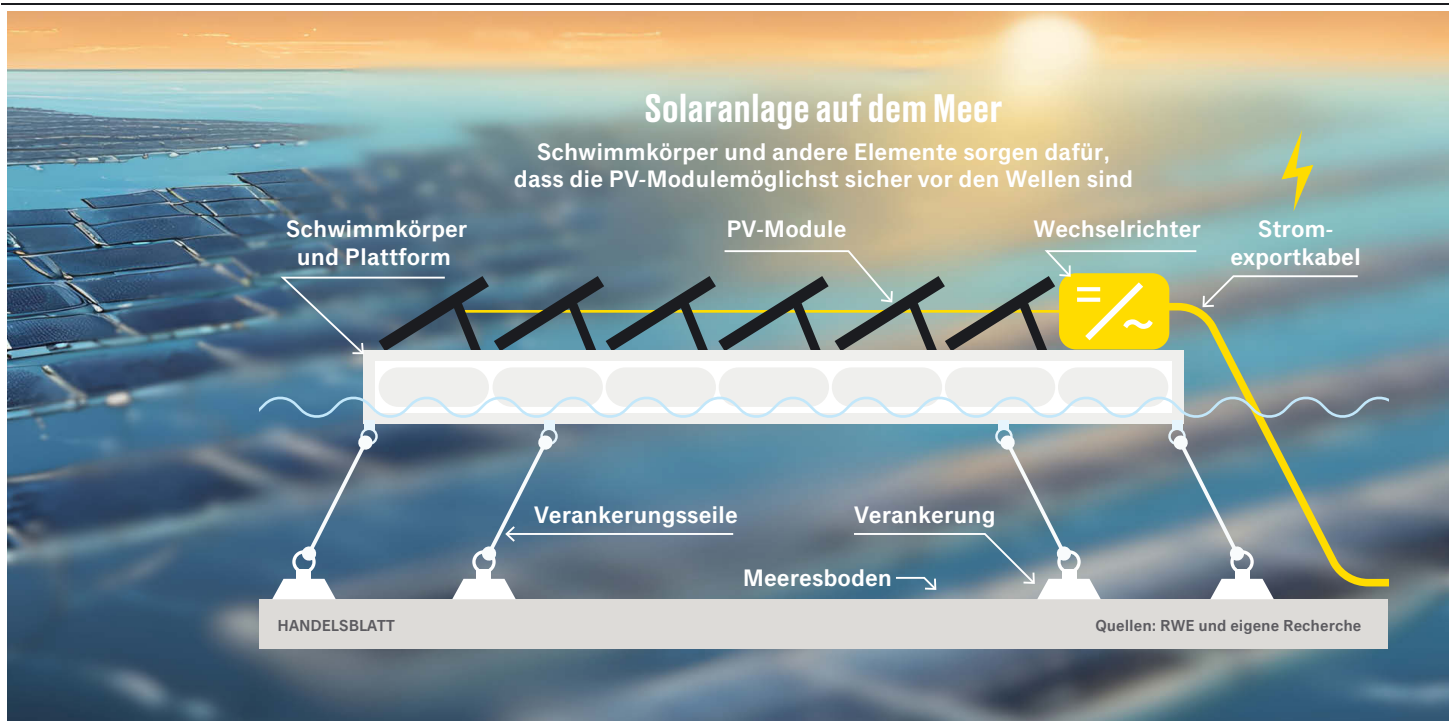 Solaranlage auf dem Meer
Schwimmkörper und andere Elemente sorgen dafür,
dass die PV-Modulemöglichst sicher vor den Wellen sind
Schwimmkörper
und Plattform
PV-Module
Wechselrichter
Strom-
exportkabel
Verankerungsseile
Verankerung
Meeresboden
HANDELSBLATT
Quellen: RWE und eigene Recherche